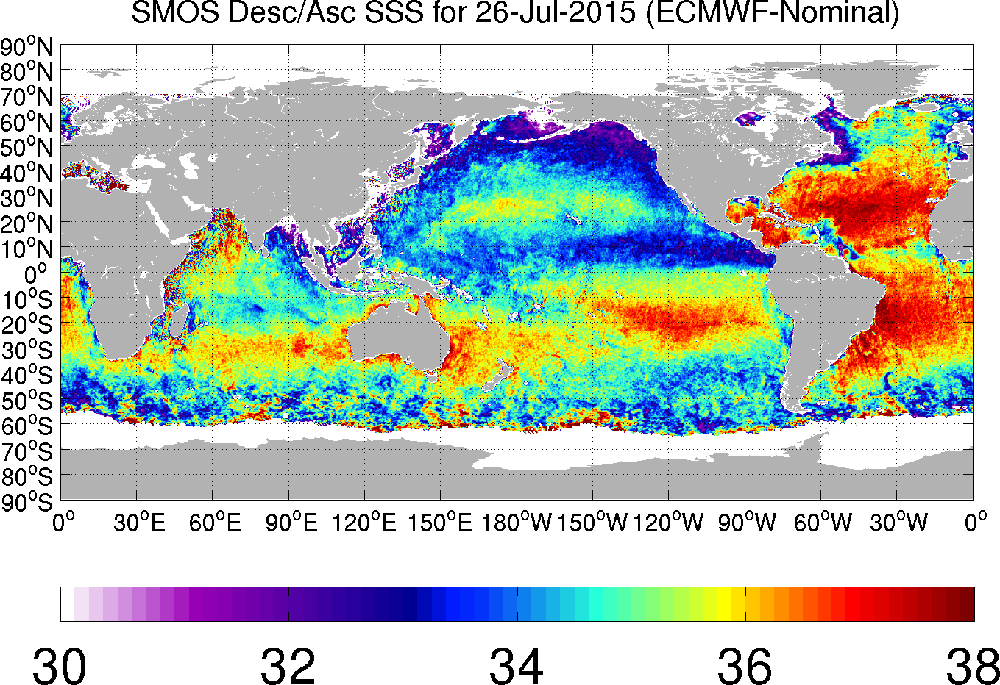 SMOS Desc/Asc SSS for 26-Jul-2015 (ECMWF-Nominal)
90°N
80°N
70°N
60°N
50°N
40°N
30°N
20°N
10°N
0°
10°S
20°S
30°S
40°S
50°S
60°S
70°S
80°S
90°S
0° 30°E 60°E 90°E 120°E 150°E 180°W 150°W 120°W 90°W 60°W 30°W 0°
30 32 34 36 38